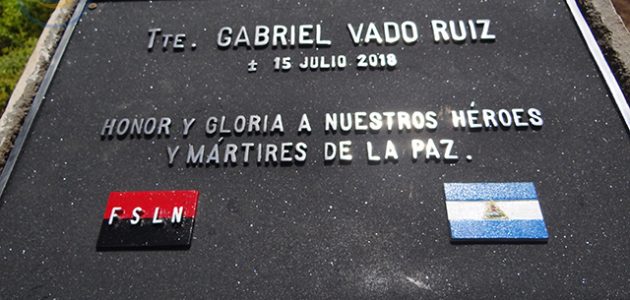 Tte. GABRIEL VADO RUIZ
± 15 JULIO 2018
HONOR Y GLORIA A NUESTROS HÉROES
Y MÁRTIRES DE LA PAZ.
FSLN